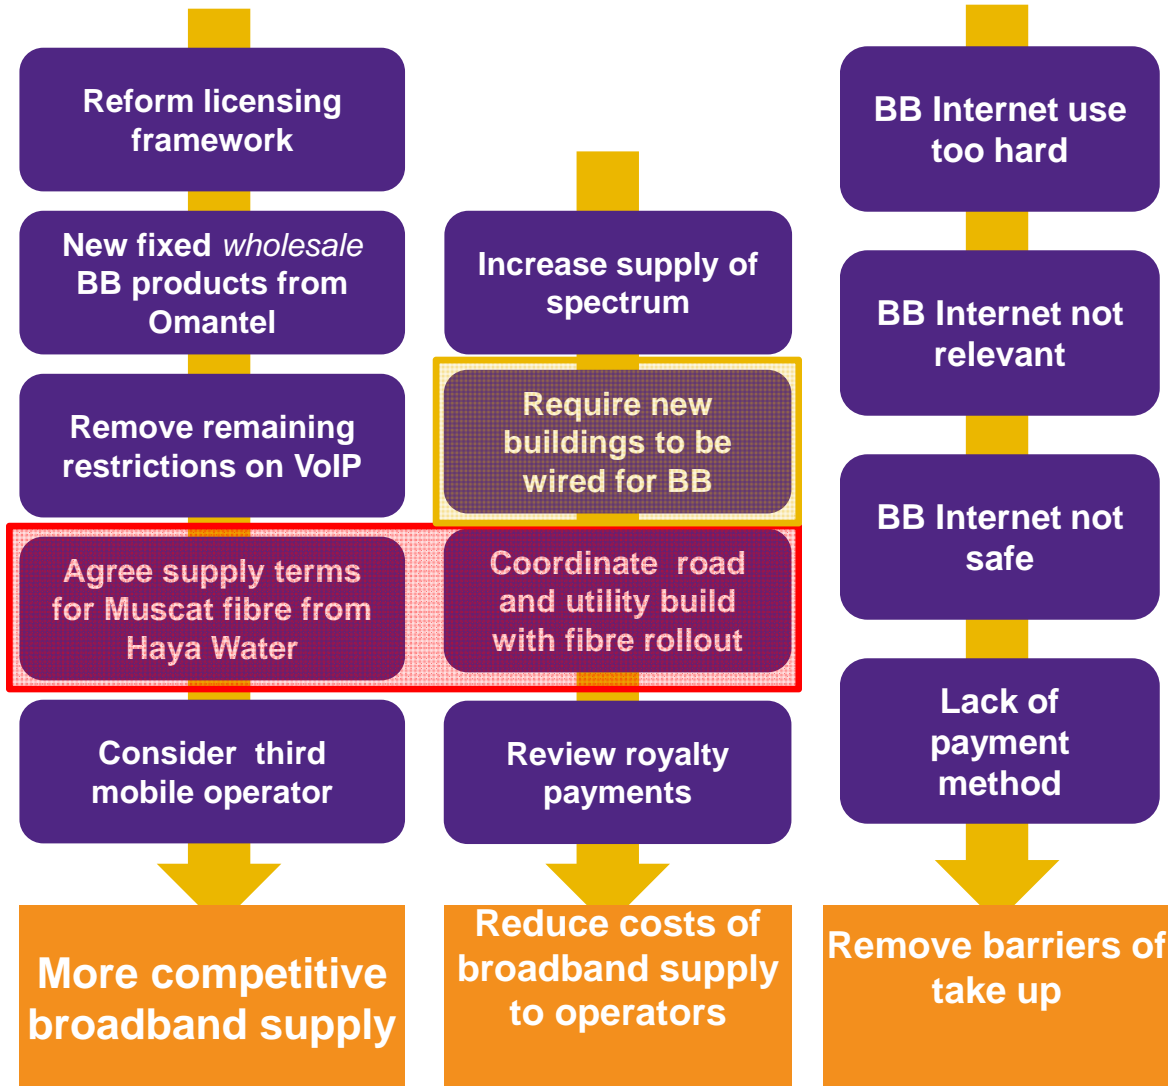 Reform licensing
framework
New fixed wholesale
BB products from
Omantel
Remove remaining
restrictions on VoIP
Agree supply terms
for Muscat fibre from
Haya Water
Consider third
mobile operator
More competitive
broadband supply
Increase supply of
spectrum
Require new
buildings to be
wired for BB
Coordinate road
and utility build
with fibre rollout
Review royalty
payments
Reduce costs of
broadband supply
to operators
BB Internet use
too hard
BB Internet not
relevant
BB Internet not
safe
Lack of
payment
method
Remove barriers of
take up